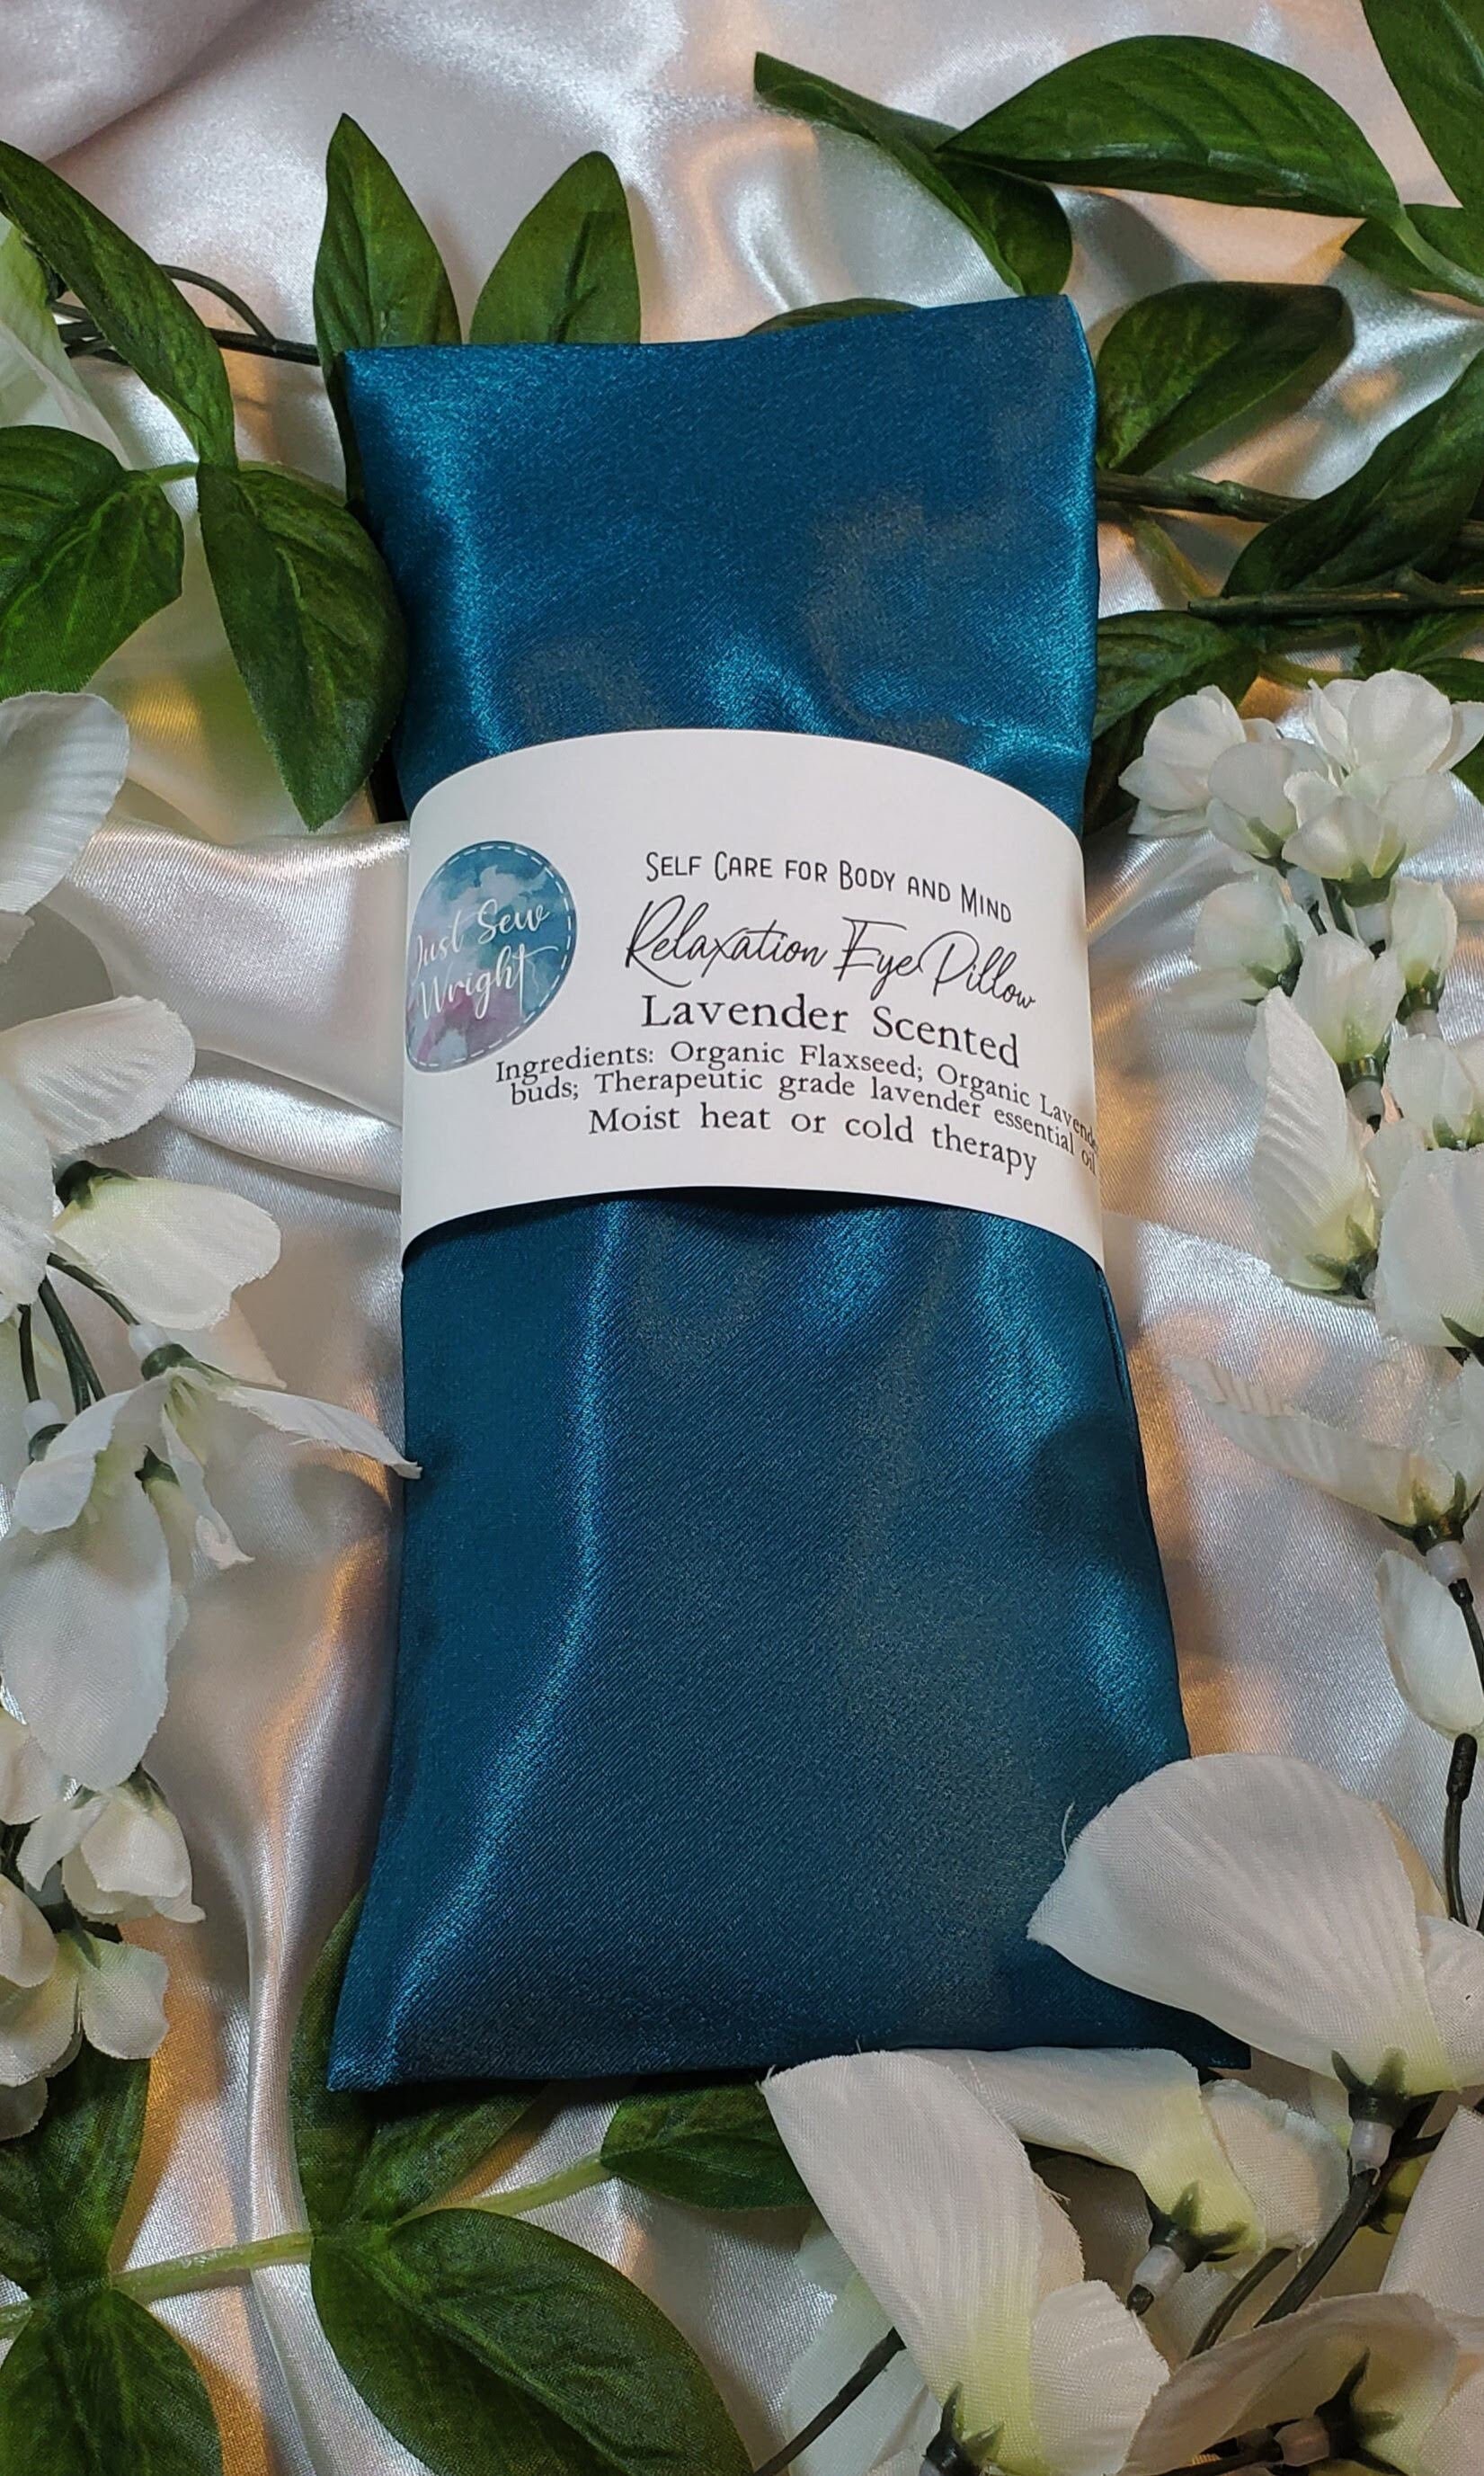 Just Sew
Wright
Self Care for Body and Mind
Relaxation Eye Pillow
Lavender Scented
Ingredients: Organic Flaxseed; Organic
buds; Therapeutic grade lavender essential oil
Moist heat or cold therapy